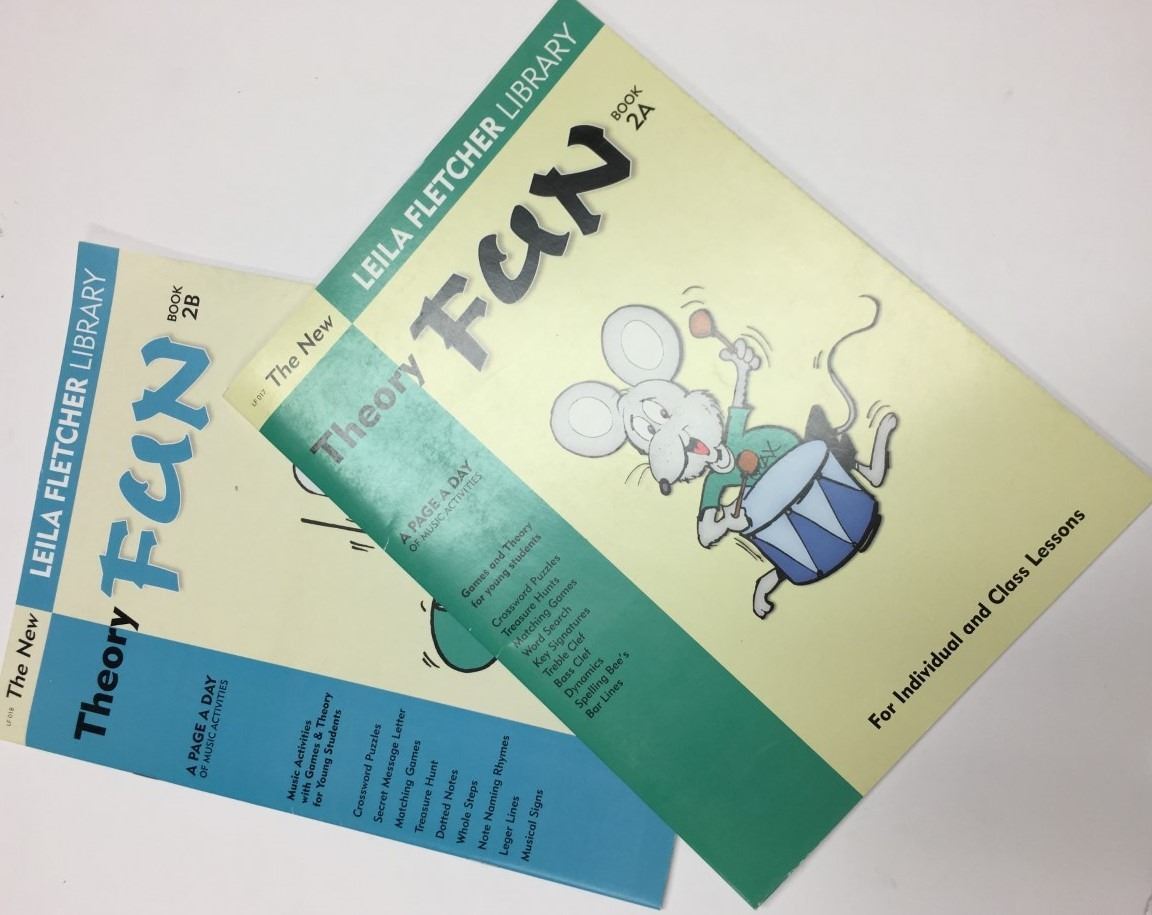 The New LEILA FLETCHER LIBRARY
LF018
Theory FUN
BOOK
2B
A PAGE A DAY
OF MUSIC ACTIVITIES
Music Activities
with Games & Theory
for Young Students
Crossword Puzzles
Secret Message Letter
Matching Games
Treasure Hunt
Dotted Notes
Whole Steps
Note Naming Rhymes
Leger Lines
Musical Signs
The New LEILA FLETCHER LIBRARY
LF017
Theory FUN
BOOK
2A
A PAGE A DAY
OF MUSIC ACTIVITIES
Games and Theory
for young students
Crossword Puzzles
Treasure Hunts
Matching Games
Word Search
Key Signatures
Treble Clef
Bass Clef
Dynamics
Spelling Bee's
Bar Lines
For Individual and Class Lessons